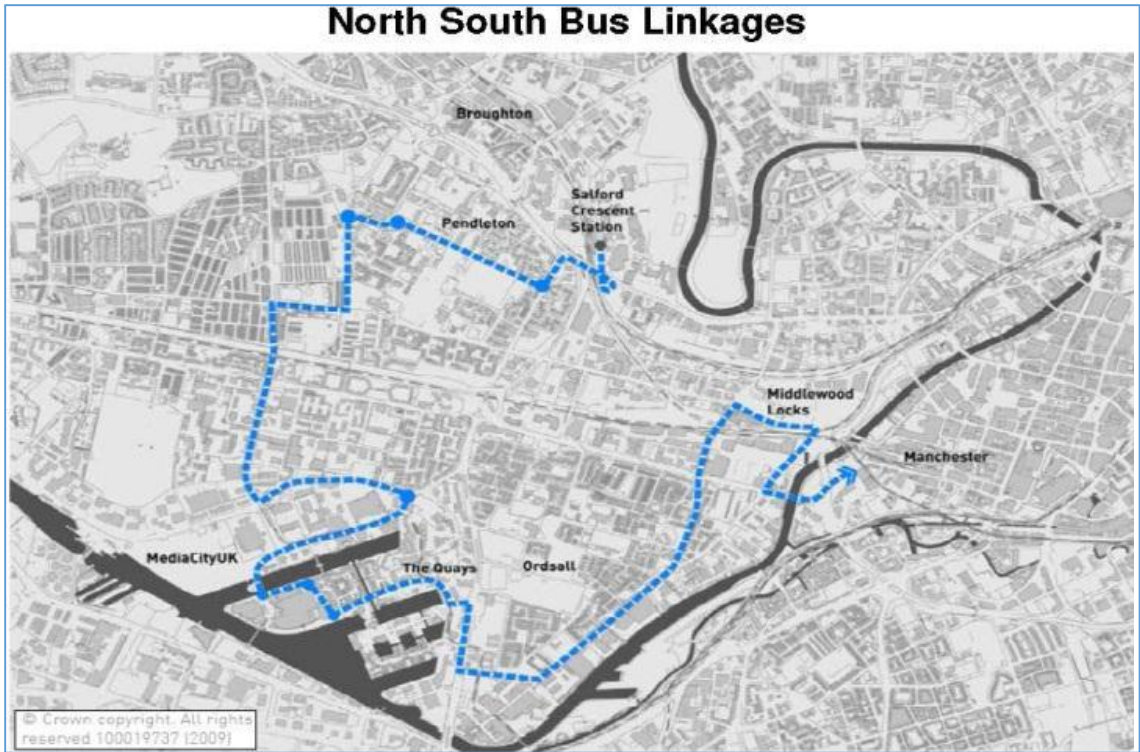 North South Bus Linkages
Broughton
Salford
Crescent
Station
Pendleton
Middlewood
Locks
Manchester
MediaCityUK
The Quays
Ordsall
© Crown copyright. All rights
reserved 100019737 (2009)